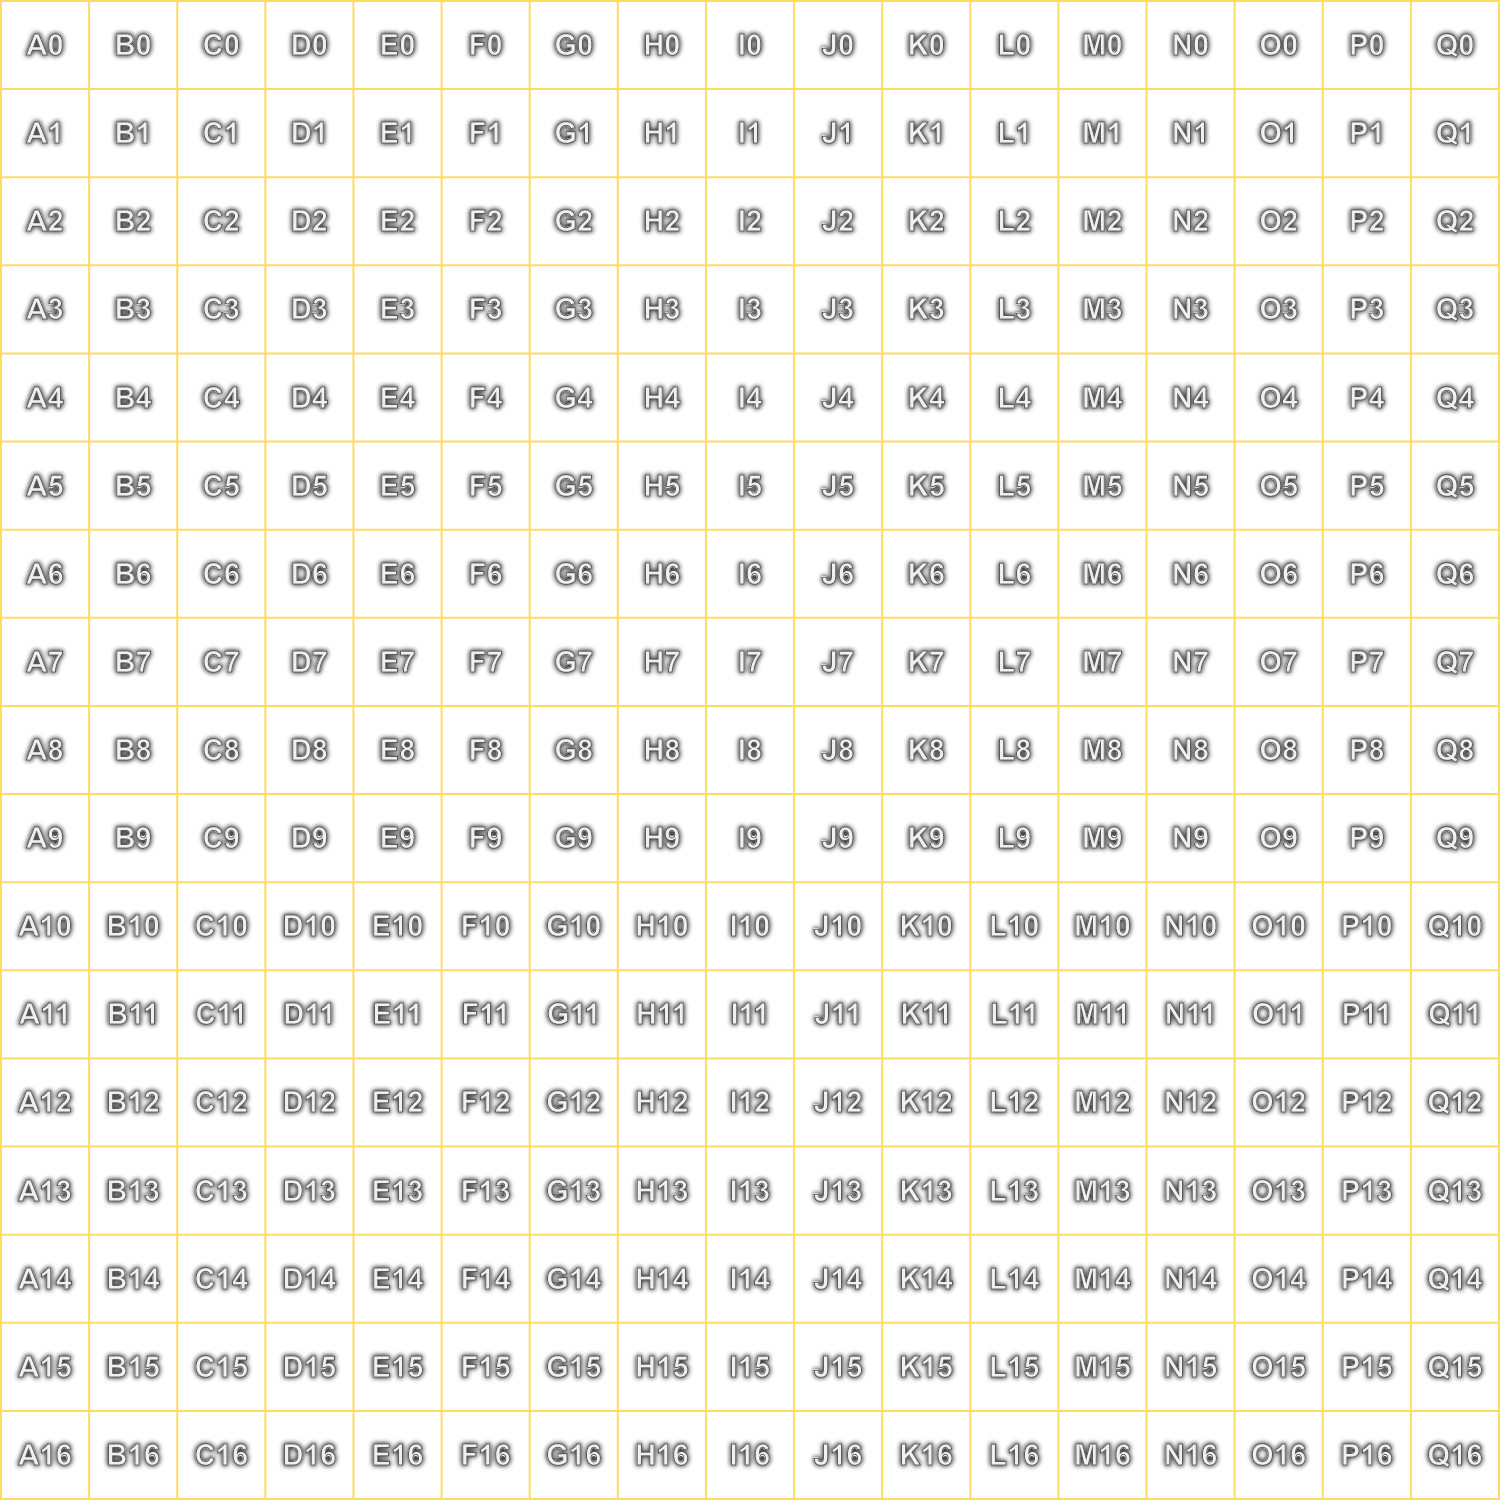 A0 B0 C0 D0 E0 F0 G0 H0 I0 J0 K0 L0 M0 N0 O0 P0 Q0
A1 B1 C1 D1 E1 F1 G1 H1 I1 J1 K1 L1 M1 N1 O1 P1 Q1
A2 B2 C2 D2 E2 F2 G2 H2 I2 J2 K2 L2 M2 N2 O2 P2 Q2
A3 B3 C3 D3 E3 F3 G3 H3 I3 J3 K3 L3 M3 N3 O3 P3 Q3
A4 B4 C4 D4 E4 F4 G4 H4 I4 J4 K4 L4 M4 N4 O4 P4 Q4
A5 B5 C5 D5 E5 F5 G5 H5 I5 J5 K5 L5 M5 N5 O5 P5 Q5
A6 B6 C6 D6 E6 F6 G6 H6 I6 J6 K6 L6 M6 N6 O6 P6 Q6
A7 B7 C7 D7 E7 F7 G7 H7 I7 J7 K7 L7 M7 N7 O7 P7 Q7
A8 B8 C8 D8 E8 F8 G8 H8 I8 J8 K8 L8 M8 N8 O8 P8 Q8
A9 B9 C9 D9 E9 F9 G9 H9 I9 J9 K9 L9 M9 N9 O9 P9 Q9
A10 B10 C10 D10 E10 F10 G10 H10 I10 J10 K10 L10 M10 N10 O10 P10 Q10
A11 B11 C11 D11 E11 F11 G11 H11 I11 J11 K11 L11 M11 N11 O11 P11 Q11
A12 B12 C12 D12 E12 F12 G12 H12 I12 J12 K12 L12 M12 N12 O12 P12 Q12
A13 B13 C13 D13 E13 F13 G13 H13 I13 J13 K13 L13 M13 N13 O13 P13 Q13
A14 B14 C14 D14 E14 F14 G14 H14 I14 J14 K14 L14 M14 N14 O14 P14 Q14
A15 B15 C15 D15 E15 F15 G15 H15 I15 J15 K15 L15 M15 N15 O15 P15 Q15
A16 B16 C16 D16 E16 F16 G16 H16 I16 J16 K16 L16 M16 N16 O16 P16 Q16